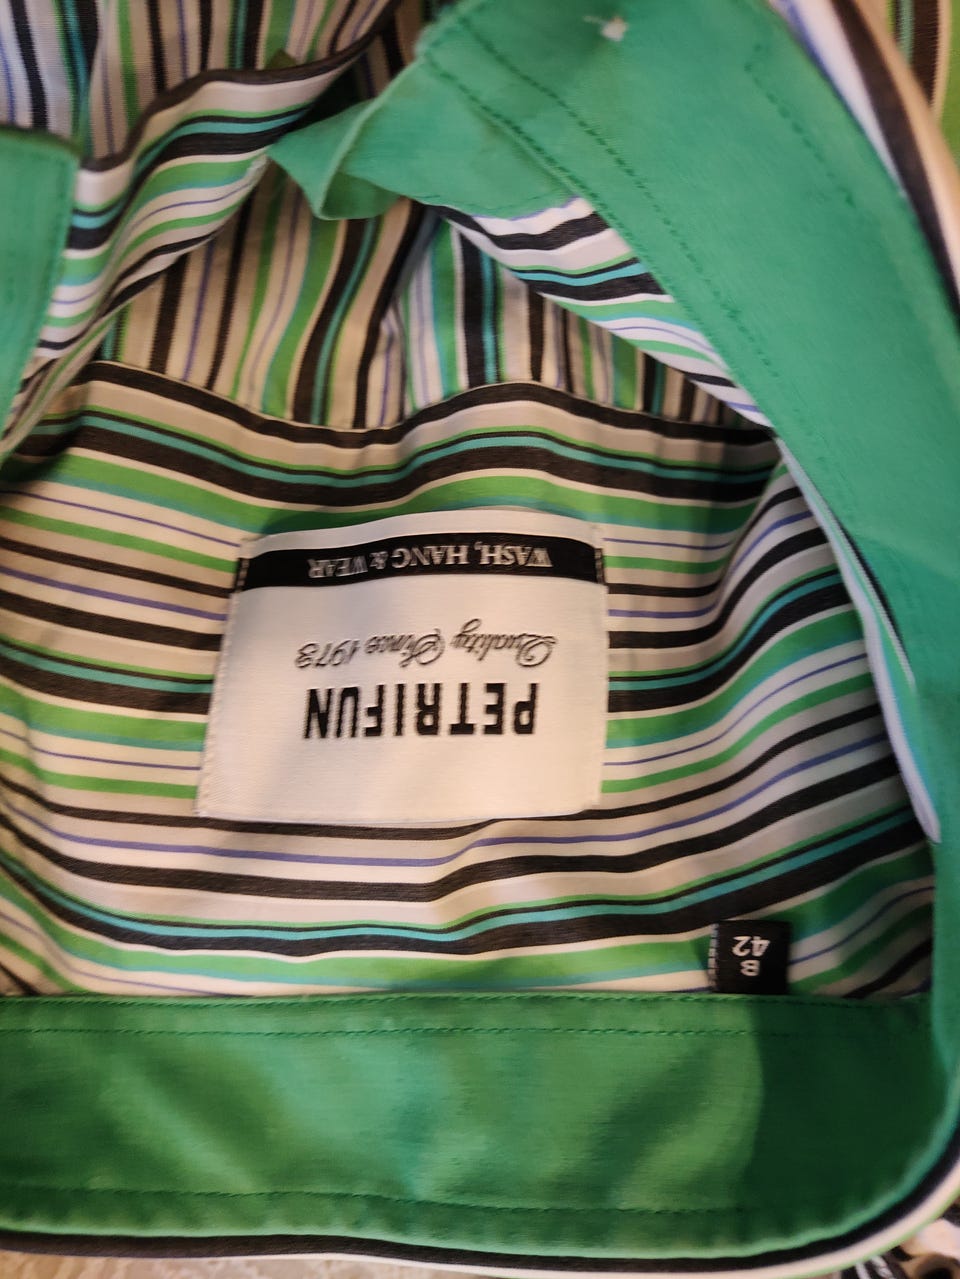 B
42
PETRIFUN
Quality Since 1973
WASH, HANG & WEAR